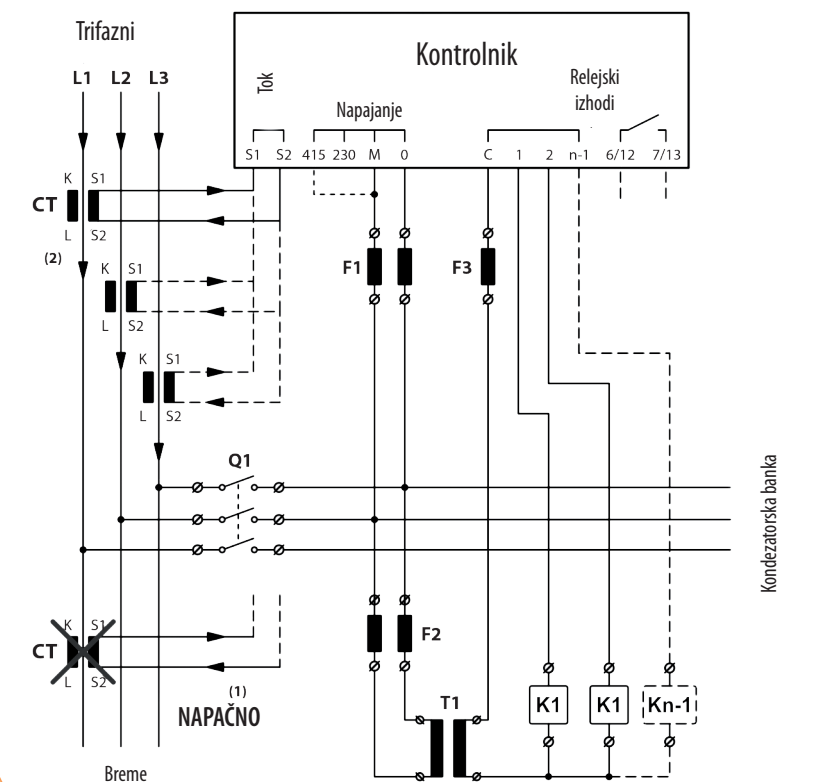 Trifazni
L1 L2 L3
Kontrolnik
Tok
Napajanje
Relejski
izhodi
S1 S2 415 230 M 0 C 1 2 n-1 6/12 7/13
K S1
CT
L S2
(2)
K S1
L S2
K S1
L S2
F1
F3
Q1
Kondezatorska banka
K S1
CT
L S2
(1)
NAPAČNO
F2
T1
K1
K1
Kn-1
Breme